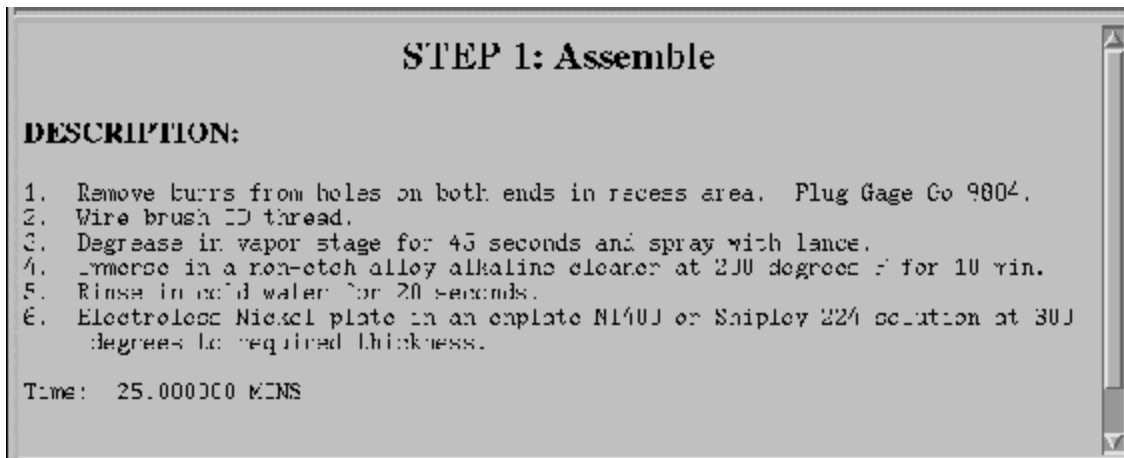 STEP 1: Assemble
DESCRIPTION:
1. Remove burrs from holes on both ends in recess area. Plug Gage Go 9804.
2. Wire brush ID thread.
3. Degrease in vapor stage for 45 seconds and spray with lance.
4. Immerse in a non-etch alloy alkaline cleaner at 200 degrees F for 10 min.
5. Rinse in cold water for 20 seconds.
6. Electroless Nickel plate in an enplate or Shipley solution at
degrees to required thickness.
Time: 25.000000 MINS